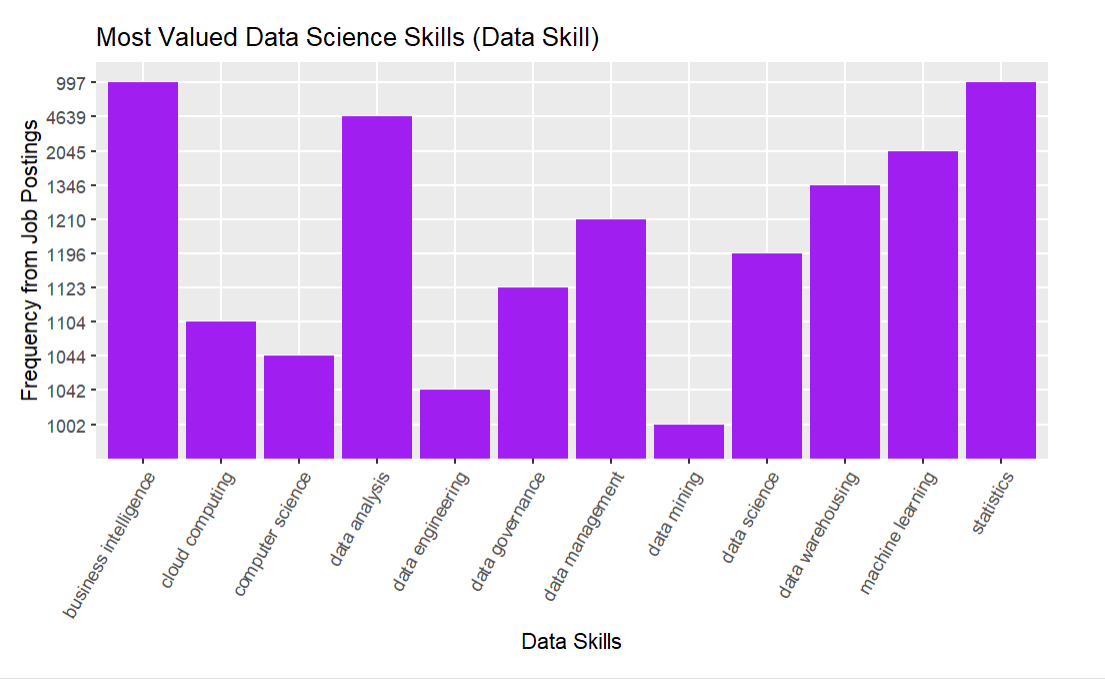 Most Valued Data Science Skills (Data Skill)
Frequency from Job Postings
997
4639
2045
1346
1210
1196
1123
1104
1044
1042
1002
business intelligence
cloud computing
computer science
data analysis
data engineering
data governance
data management
data mining
data science
data warehousing
machine learning
statistics
Data Skills